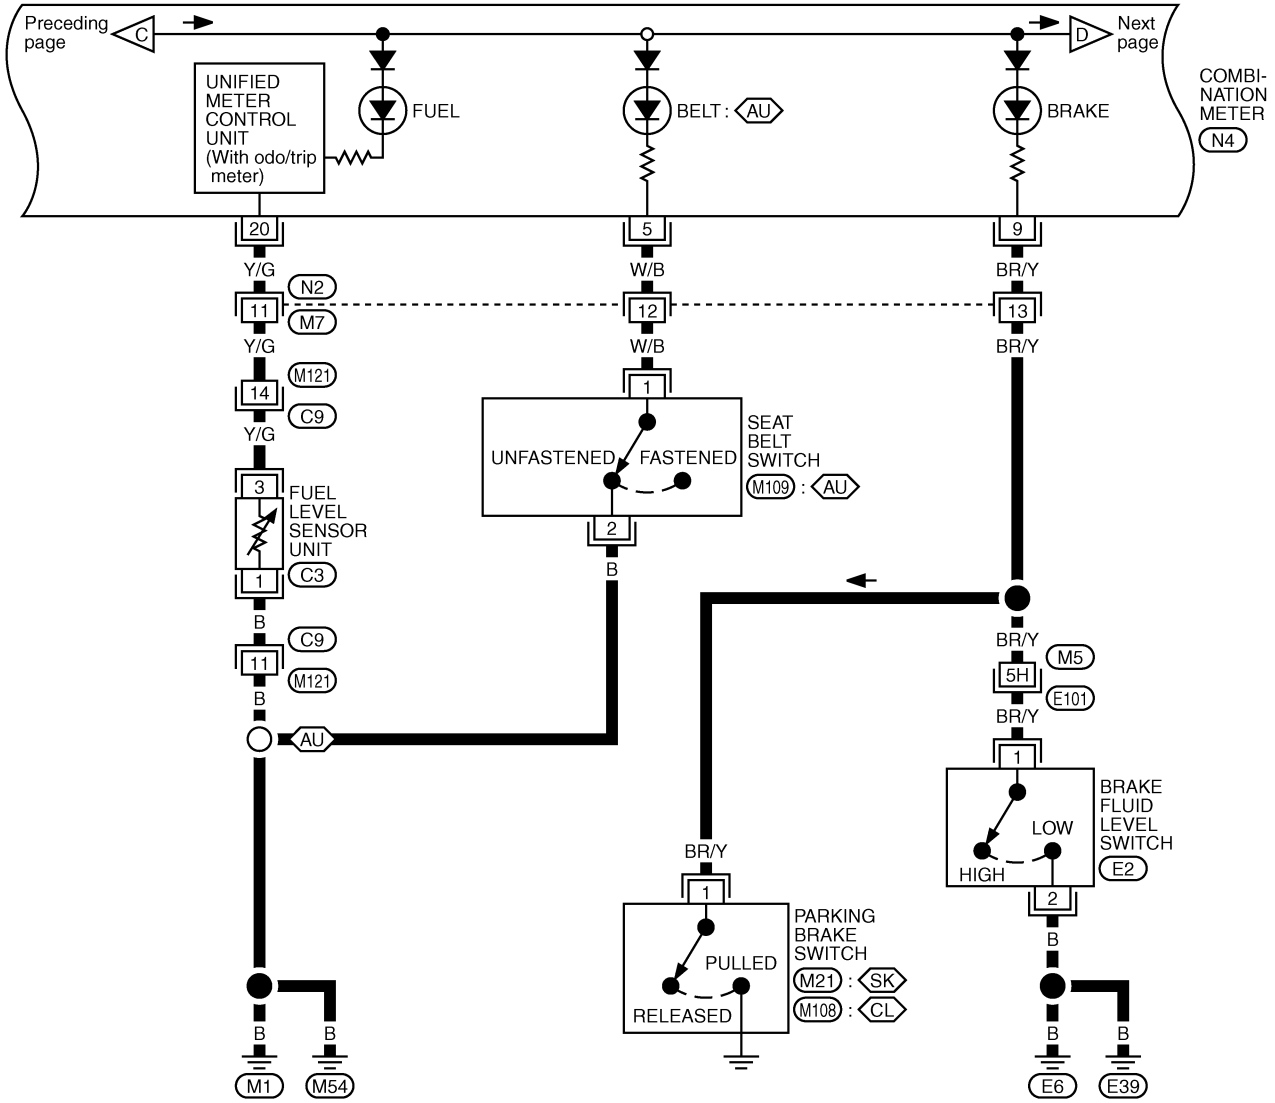 Preceding
page
C
D
Next
page
UNIFIED
METER
CONTROL
UNIT
(With odo/trip
meter)
FUEL
BELT : AU
BRAKE
COMBI-
NATION
METER
N4
20
5
9
Y/G
W/B
BR/Y
N2
11
12
13
M7
Y/G
W/B
BR/Y
M121
14
C9
Y/G
1
SEAT
BELT
SWITCH
M109 : AU
UNFASTENED
FASTENED
2
B
3
FUEL
LEVEL
SENSOR
UNIT
C3
1
B
C9
11
M121
B
AU
BR/Y
M5
5H
E101
BR/Y
1
BRAKE
FLUID
LEVEL
SWITCH
E2
LOW
HIGH
2
B
BR/Y
1
PARKING
BRAKE
SWITCH
M21 : SK
M108 : CL
PULLED
RELEASED
B
B
B
B
M1
M54
E6
E39